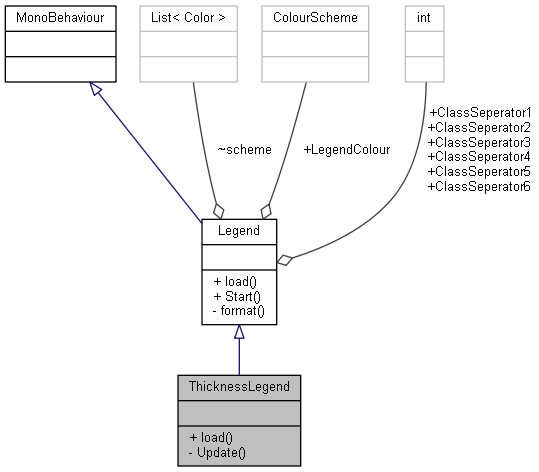 MonoBehaviour
List< Color >
ColourScheme
int
~scheme
+LegendColour
+ClassSeperator1
+ClassSeperator2
+ClassSeperator3
+ClassSeperator4
+ClassSeperator5
+ClassSeperator6
Legend
+ load()
+ Start()
- format()
ThicknessLegend
+ load()
- Update()